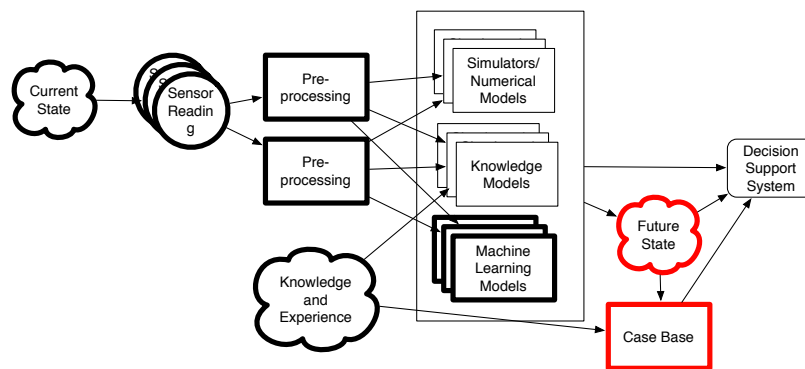 Current
State
Sensor
Readin
g
Pre-
processing
Pre-
processing
Simulators/
Numerical
Models
Knowledge
Models
Machine
Learning
Models
Knowledge
and
Experience
Decision
Support
System
Future
State
Case Base